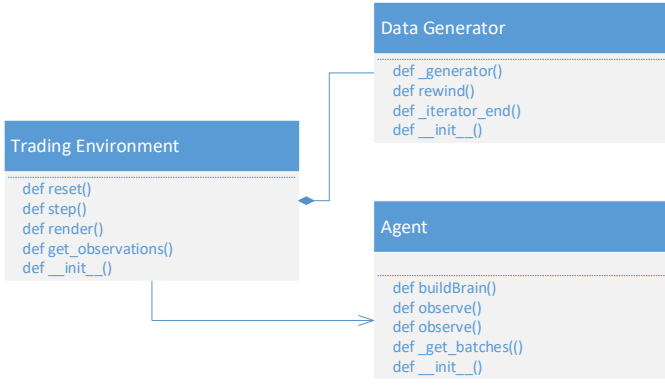 Data Generator
def _generator()
def rewind()
def _iterator_end()
def __init__()
Trading Environment
def reset()
def step()
def render()
def get_observations()
def __init__()
Agent
def buildBrain()
def observe()
def observe()
def _get_batches(()
def __init__()